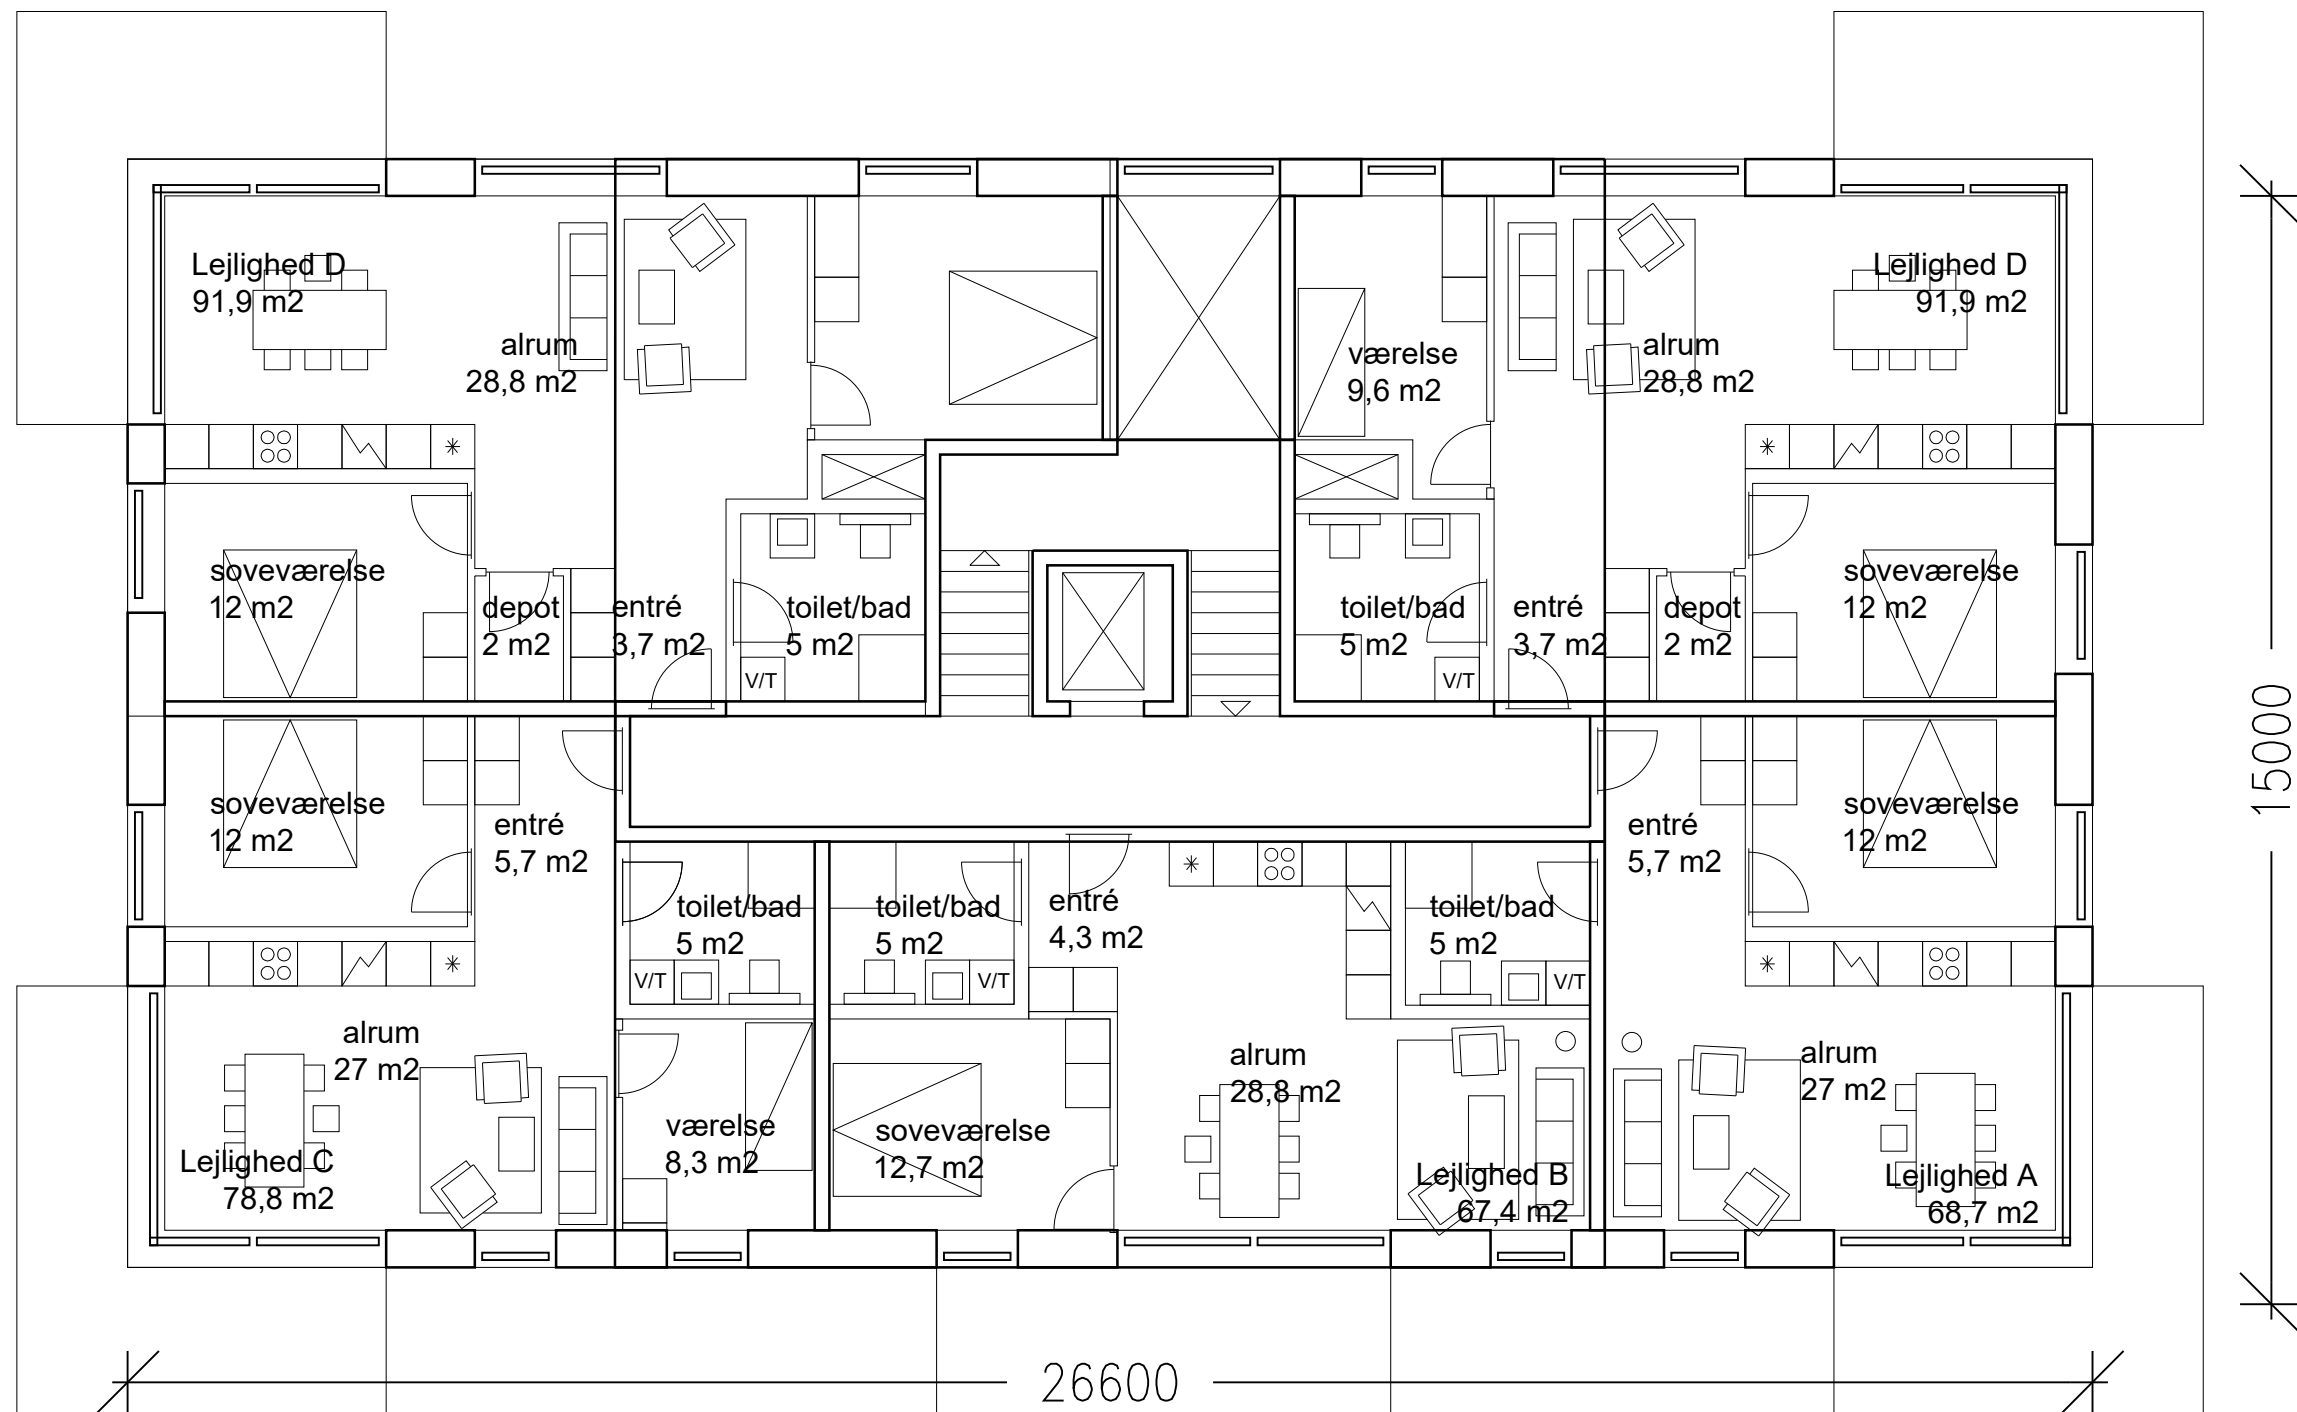 Lejlighed D
91,9 m2
alrum
28,8 m2
værelse
9,6 m2
alrum
28,8 m2
Lejlighed D
91,9 m2
soveværelse
12 m2
depot
2 m2
entré
3,7 m2
toilet/bad
5 m2
V/T
toilet/bad
5 m2
V/T
entré
3,7 m2
depot
2 m2
soveværelse
12 m2
15000
soveværelse
12 m2
entré
5,7 m2
toilet/bad
5 m2
V/T
toilet/bad
5 m2
V/T
entré
4,3 m2
toilet/bad
5 m2
V/T
entré
5,7 m2
soveværelse
12 m2
alrum
27 m2
Lejlighed C
78,8 m2
værelse
8,3 m2
soveværelse
12,7 m2
alrum
28,8 m2
Lejlighed B
67,4 m2
alrum
27 m2
Lejlighed A
68,7 m2
26600